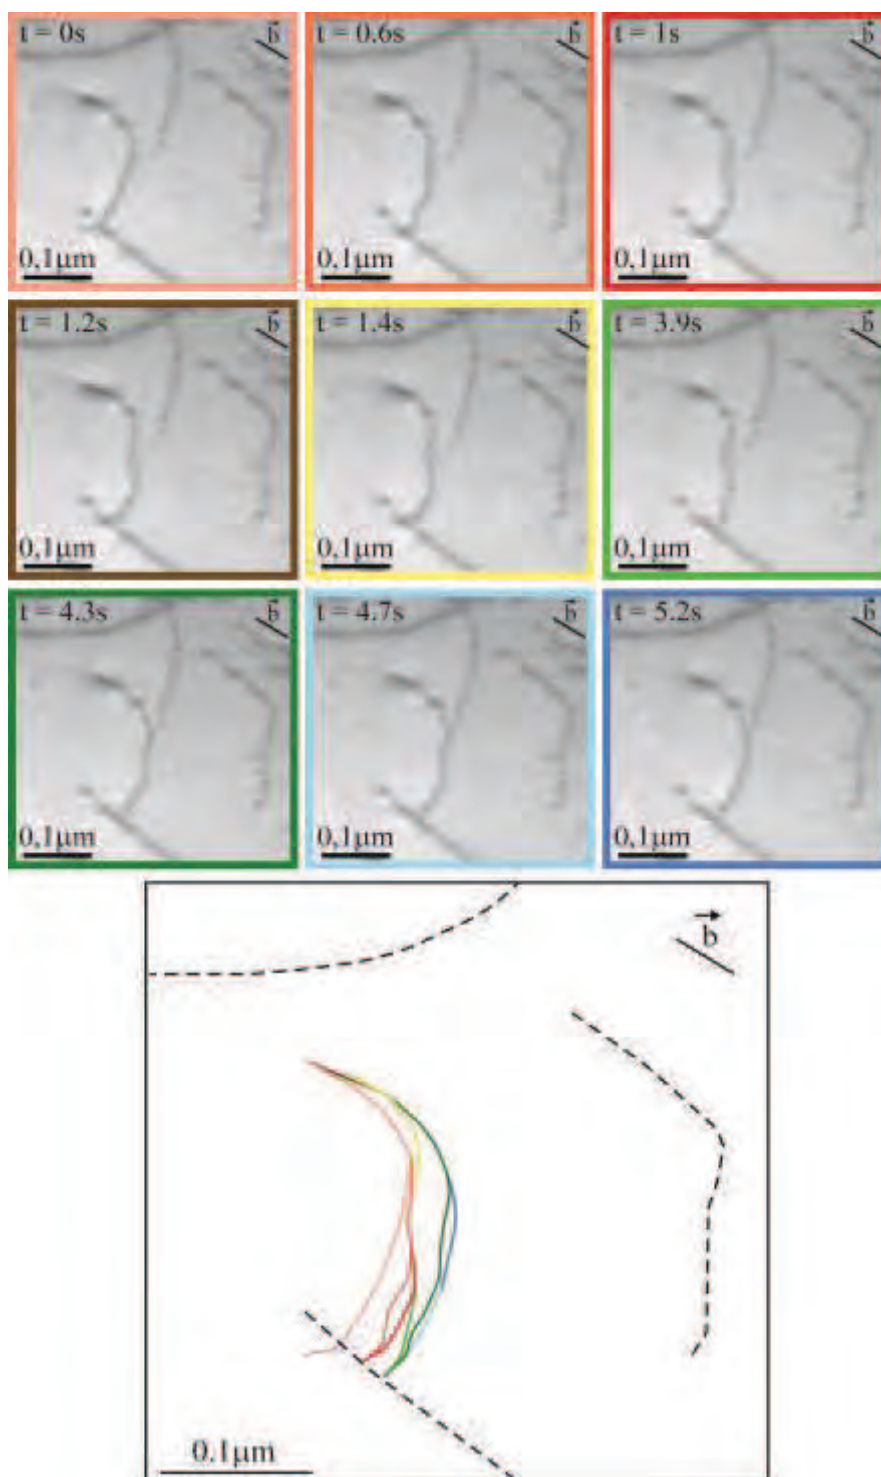 t = 0s b
0,1μm
t = 0.6s b
0,1μm
t = 1s b
0,1μm
t = 1.2s b
0,1μm
t = 1.4s b
0,1μm
t = 3.9s b
0,1μm
t = 4.3s b
0,1μm
t = 4.7s b
0,1μm
t = 5.2s b
0,1μm
b
0.1μm